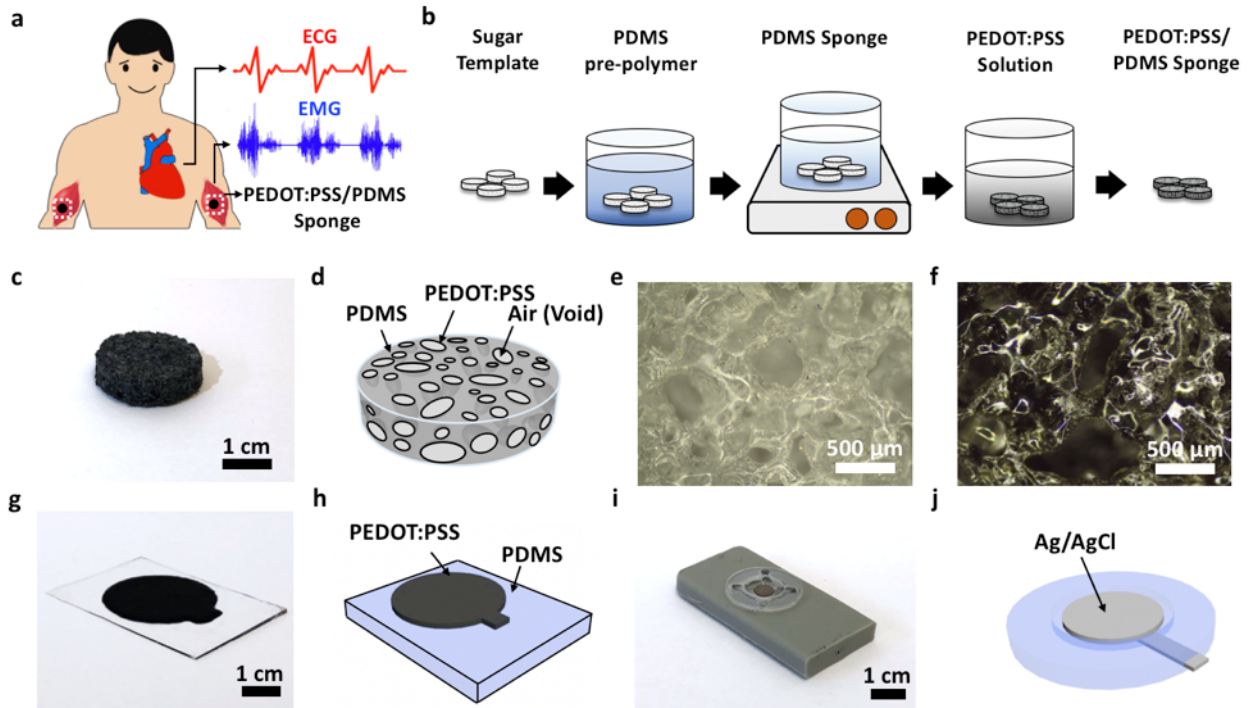 a
ECG
EMG
PEDOT:PSS/PDMS
Sponge
b
Sugar
Template
PDMS
pre-polymer
PDMS Sponge
PEDOT:PSS
Solution
PEDOT:PSS/
PDMS Sponge
c
1 cm
d
PEDOT:PSS
PDMS
Air (Void)
e
500 μm
f
500 μm
g
1 cm
h
PEDOT:PSS
PDMS
i
1 cm
j
Ag/AgCl